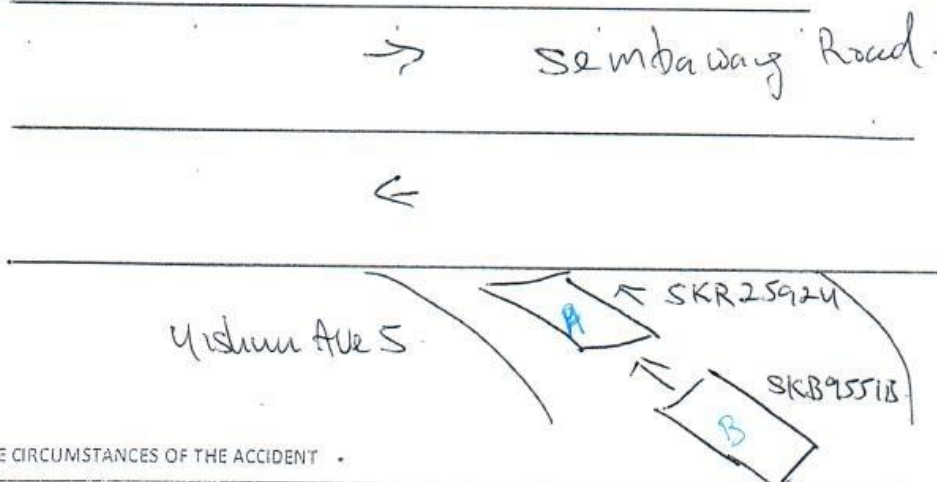 → Sembawang Road.
←
A ← SKR2592U
Yishun Ave 5
← SKB9551B
B
E CIRCUMSTANCES OF THE ACCIDENT